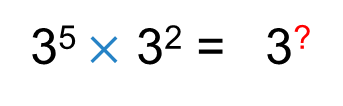 3⁵ × 3² = 3^?